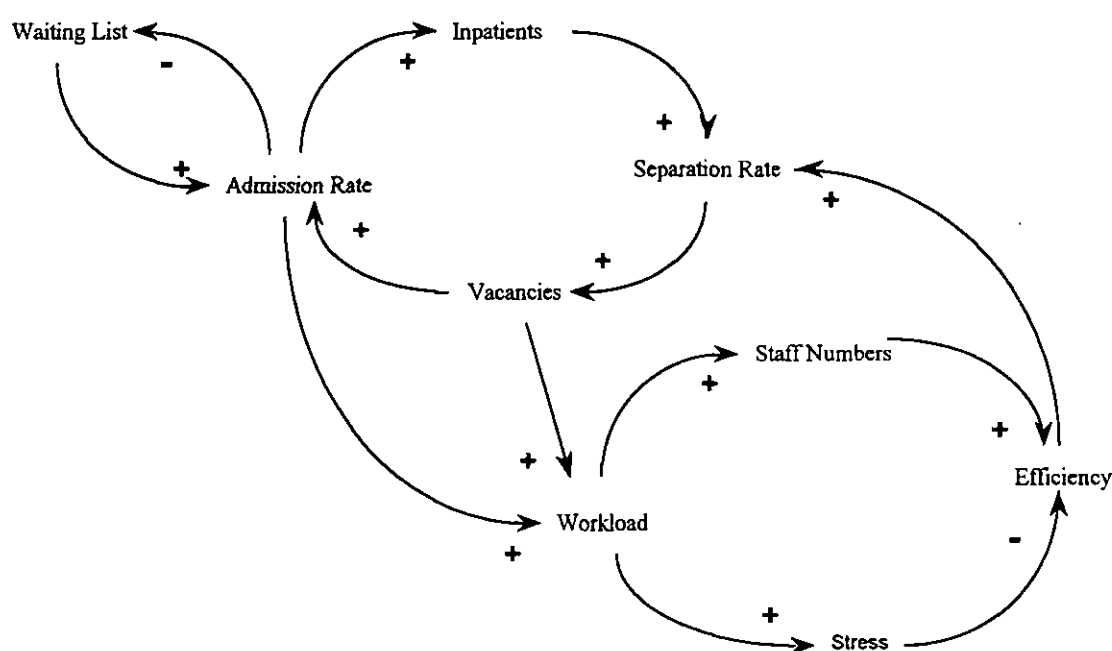 Waiting List
-
Inpatients
+
+
+
Admission Rate
Separation Rate
+
+
+
Vacancies
Staff Numbers
+
+
+
Efficiency
Workload
+
-
+
Stress